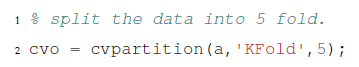 1 % split the data into 5 fold.
2 cvo = cvpartition(a,'KFold',5);